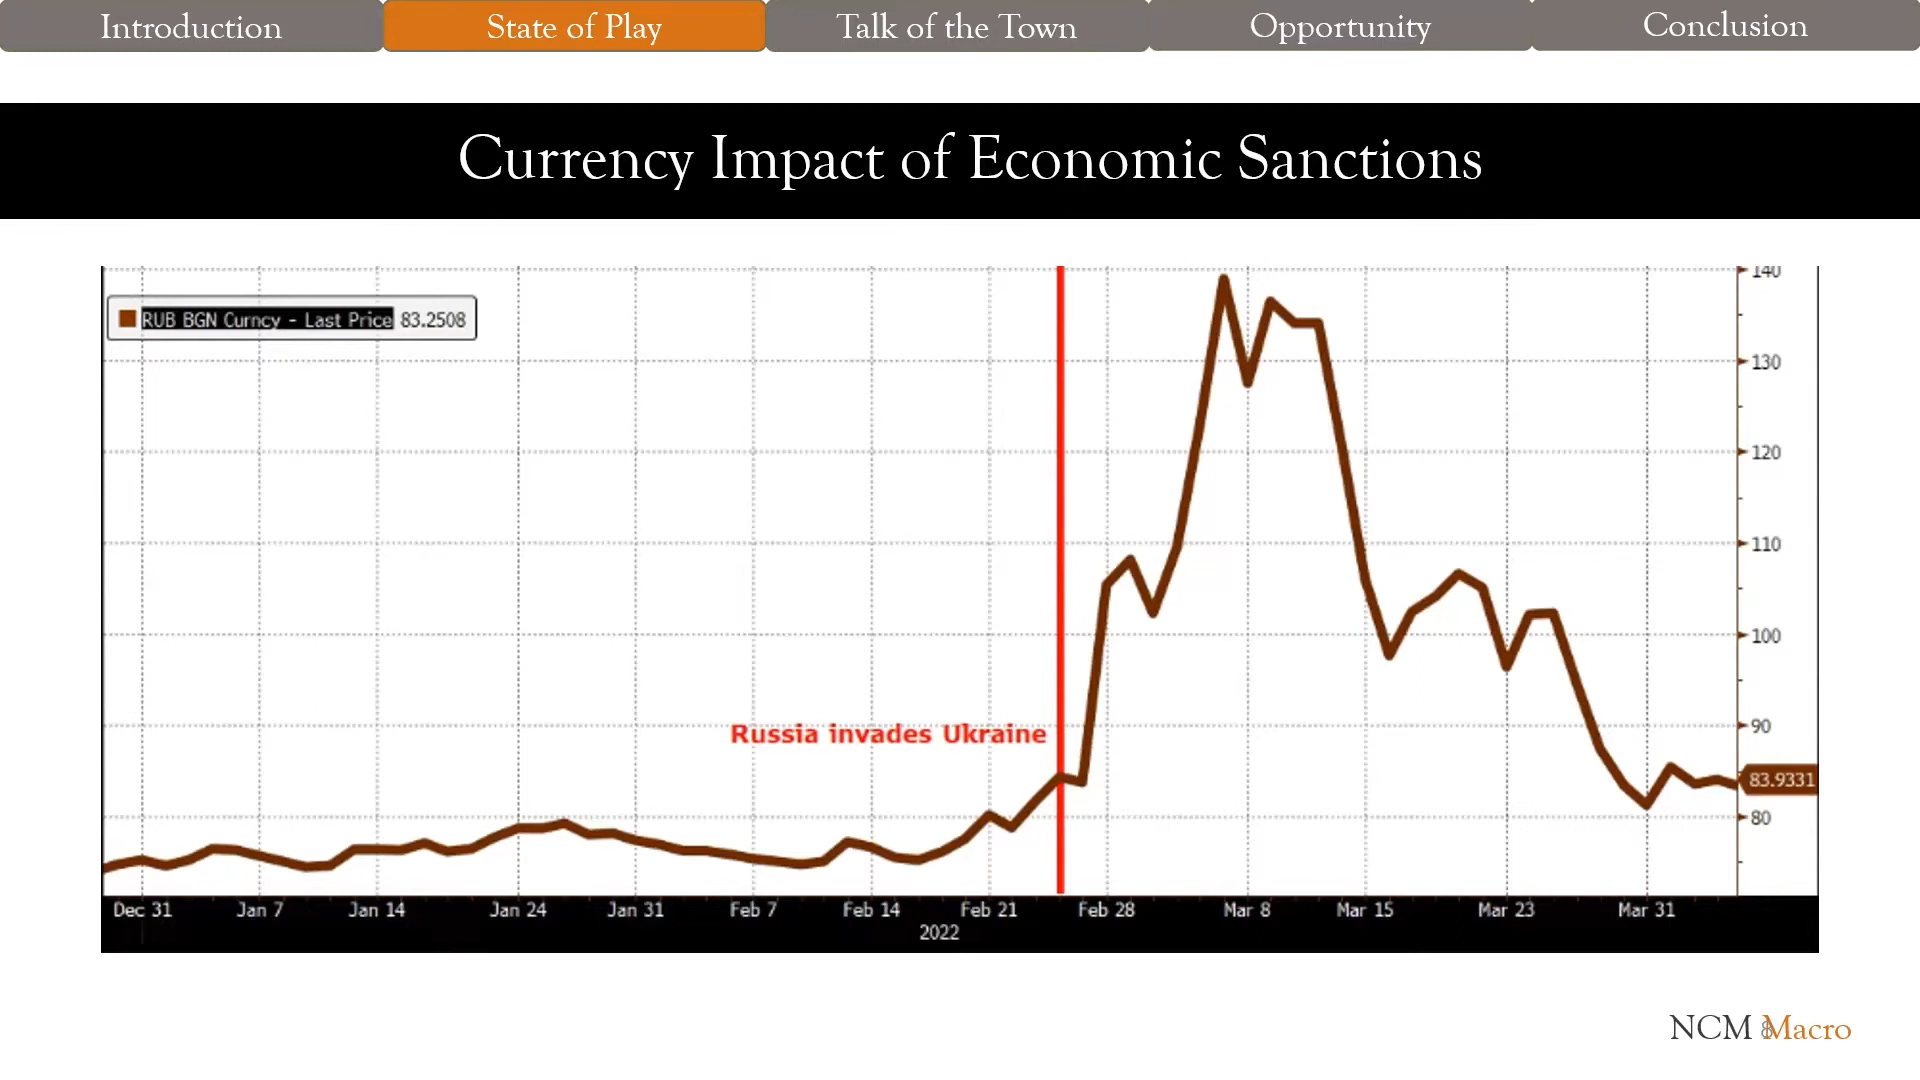 Introduction
State of Play
Talk of the Town
Opportunity
Conclusion
Currency Impact of Economic Sanctions
RUB BGN Curncy - Last Price 83.2508
140
130
120
110
100
90
83.9331
80
Russia invades Ukraine
Dec 31 Jan 7 Jan 14 Jan 24 Jan 31 Feb 7 Feb 14 Feb 21 Feb 28 Mar 8 Mar 15 Mar 23 Mar 31
2022
NCM Macro
8